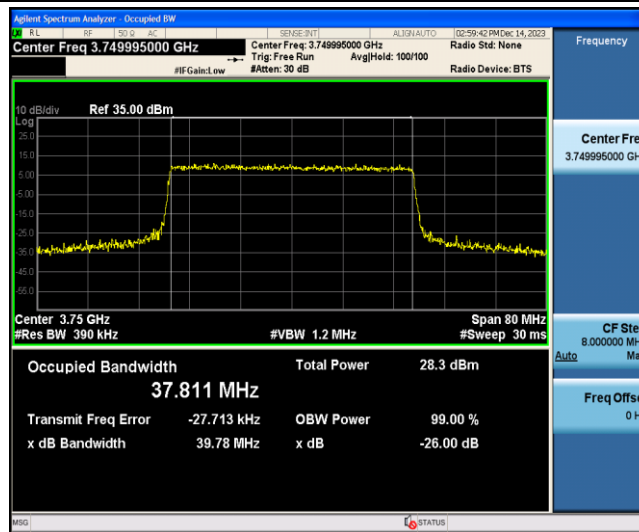 Agilent Spectrum Analyzer - Occupied BW
RL RF 50 Ω AC SENSE:INT ALIGN AUTO 02:59:42 PM Dec 14, 2023
Center Freq 3.749995000 GHz
Center Freq: 3.749995000 GHz Radio Std: None
Trig: Free Run Avg|Hold: 100/100
#IFGain:Low #Atten: 30 dB Radio Device: BTS
Frequency
10 dB/div Ref 35.00 dBm
Log
25.0
15.0
5.00
-5.00
-15.0
-25.0
-35.0
-45.0
-55.0
Center 3.75 GHz Span 80 MHz
#Res BW 390 kHz #VBW 1.2 MHz #Sweep 30 ms
Center Fre
3.749995000 GH
CF Ste
8.000000 MH
Auto Ma
Freq Offse
0 H
Occupied Bandwidth Total Power 28.3 dBm
37.811 MHz
Transmit Freq Error -27.713 kHz OBW Power 99.00 %
x dB Bandwidth 39.78 MHz x dB -26.00 dB
MSG STATUS